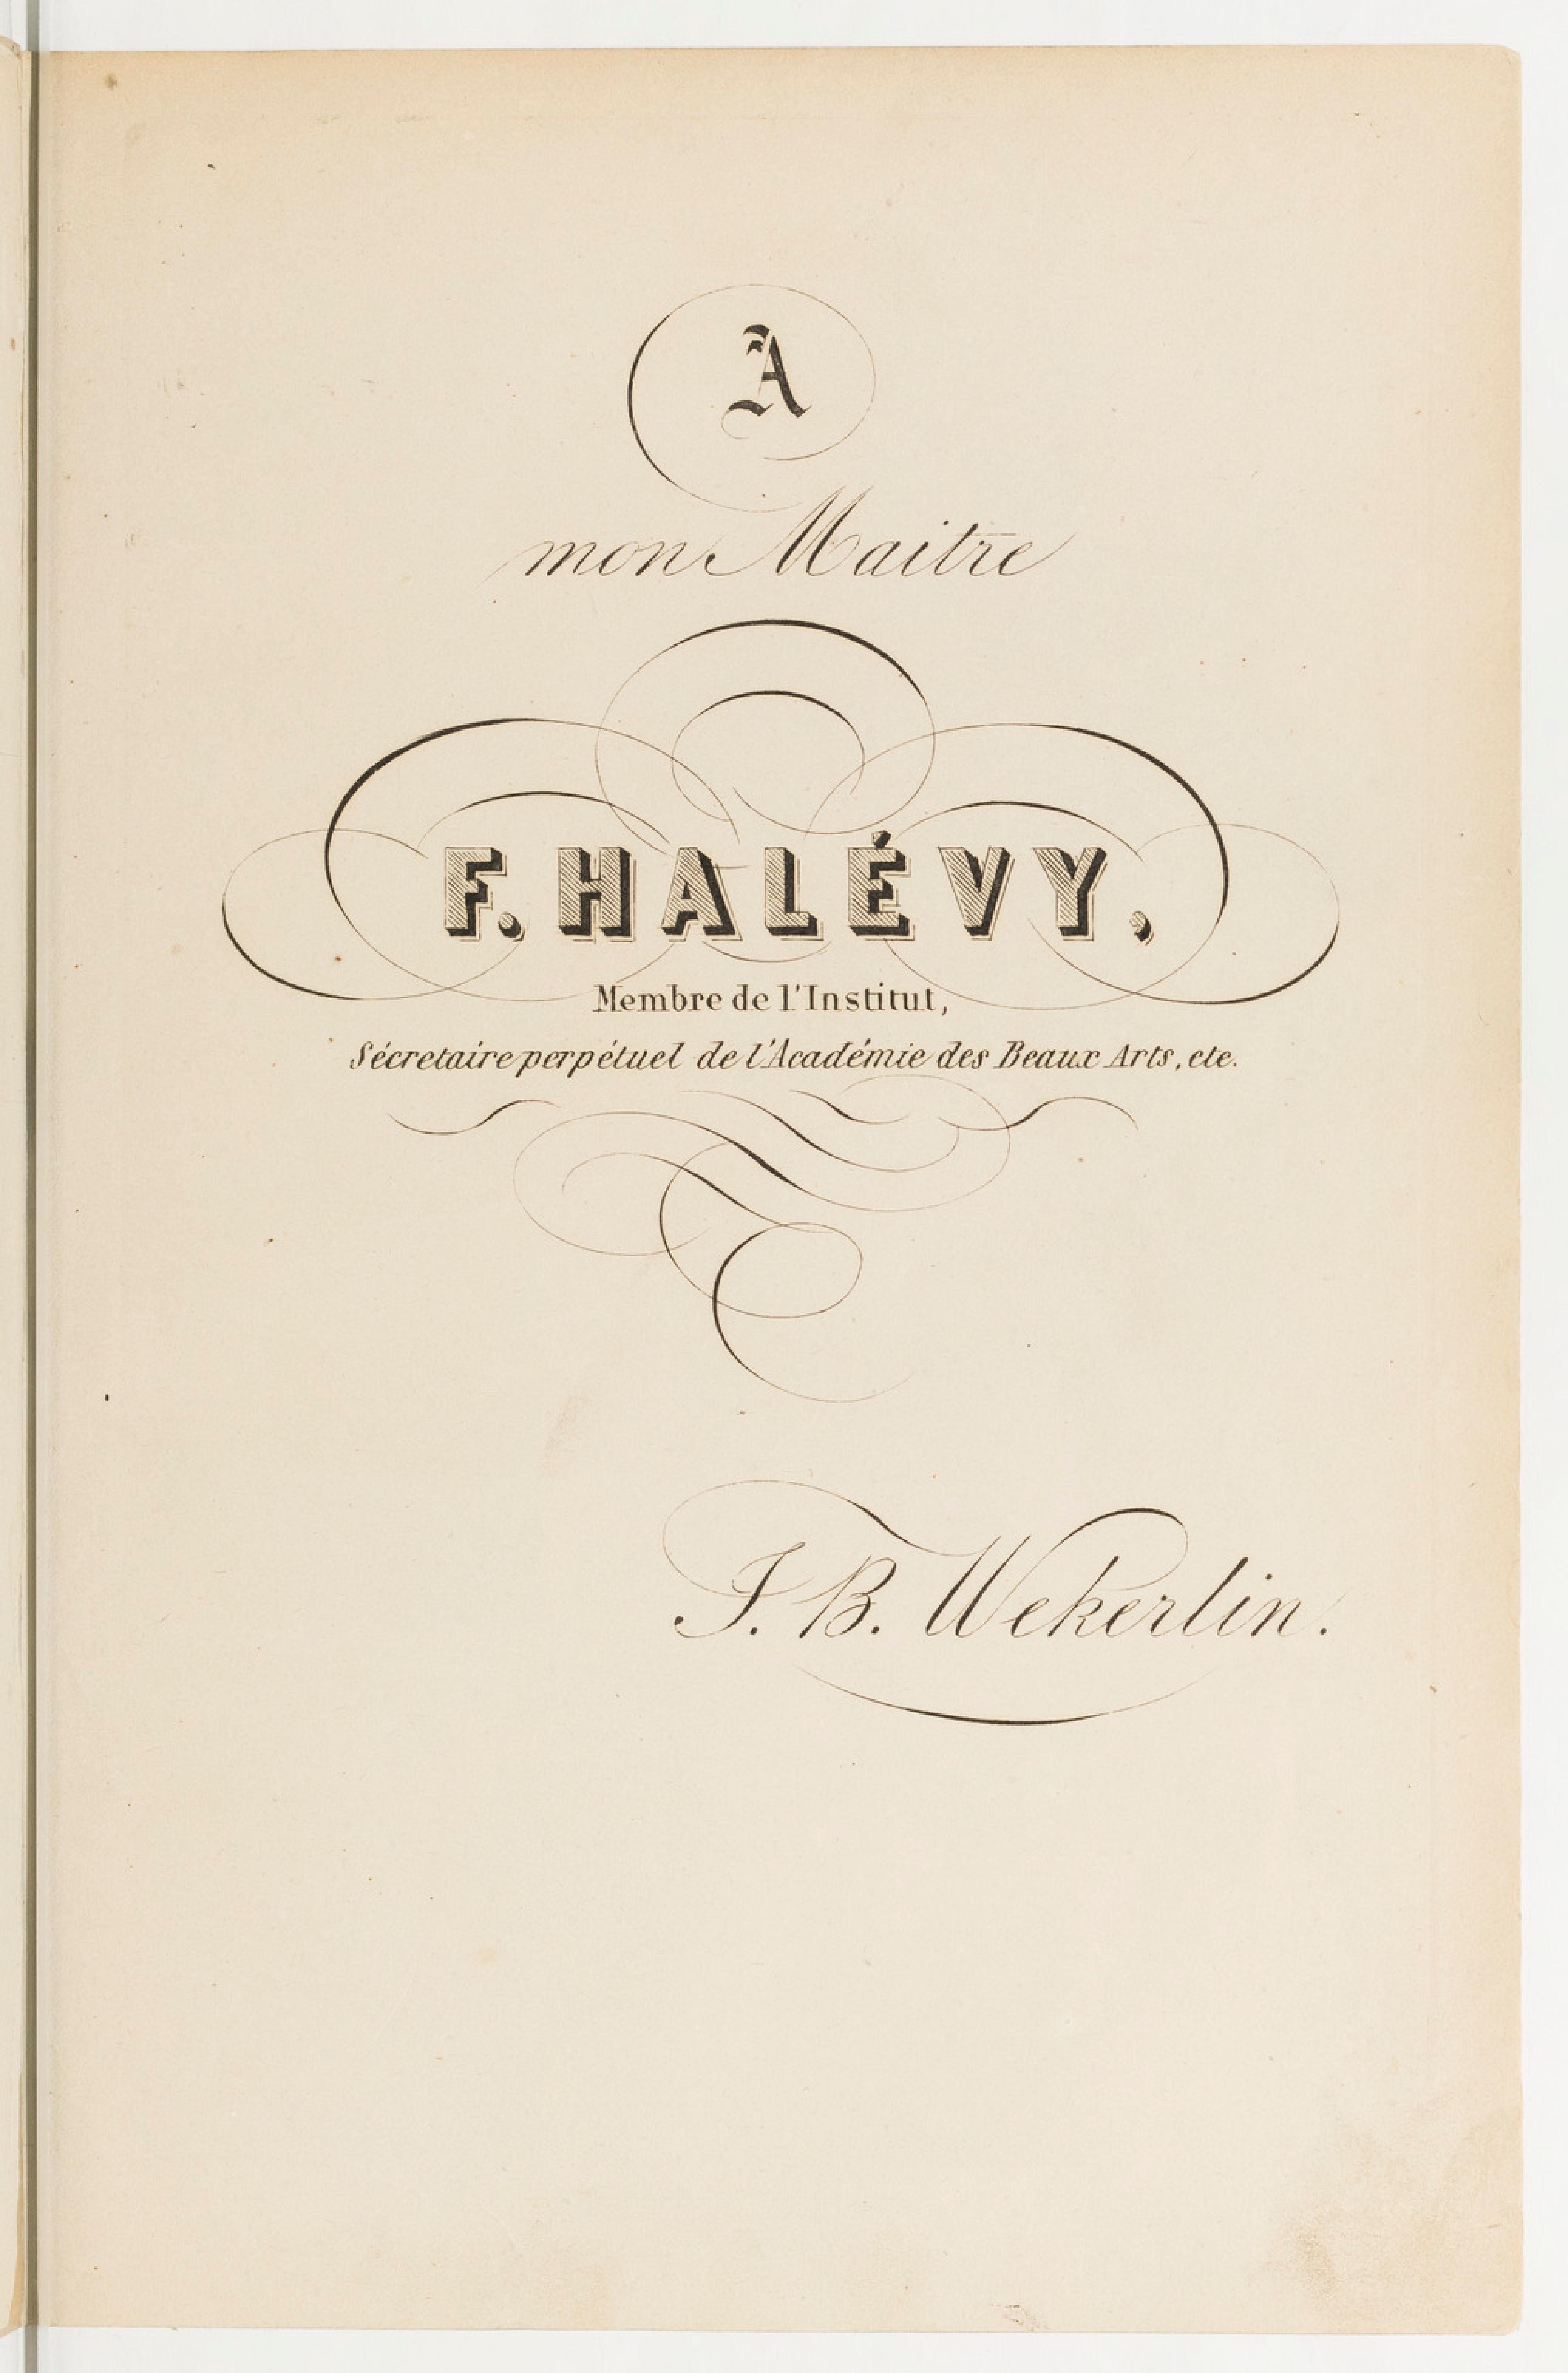 A
mon Maitre
F. HALÉVY,
Membre de l'Institut,
Sécretaire perpétuel de l'Académie des Beaux Arts, etc.
J. B. Wekerlin.